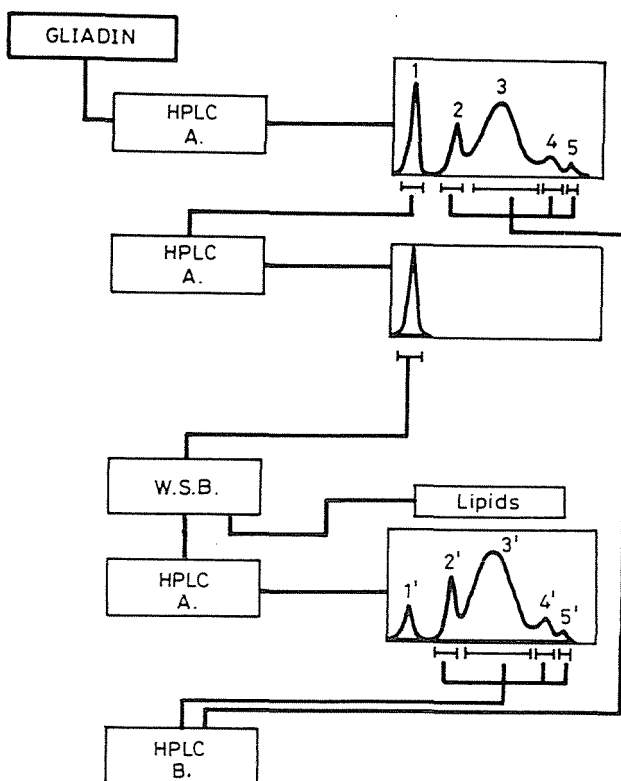 GLIADIN
HPLC
A.
1
2
3
4
5
HPLC
A.
W.S.B.
Lipids
HPLC
A.
1'
2'
3'
4'
5'
HPLC
B.